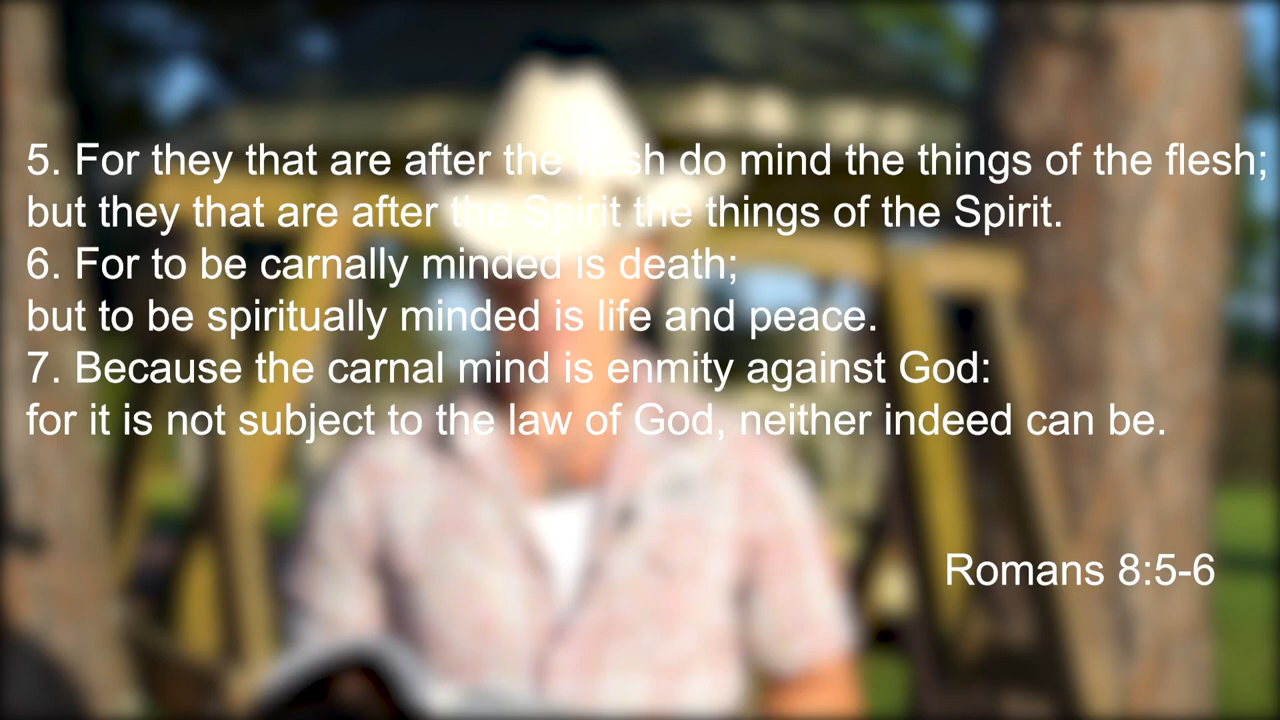 5. For they that are after the flesh do mind the things of the flesh;
but they that are after the Spirit the things of the Spirit.
6. For to be carnally minded is death;
but to be spiritually minded is life and peace.
7. Because the carnal mind is enmity against God:
for it is not subject to the law of God, neither indeed can be.
Romans 8:5-6